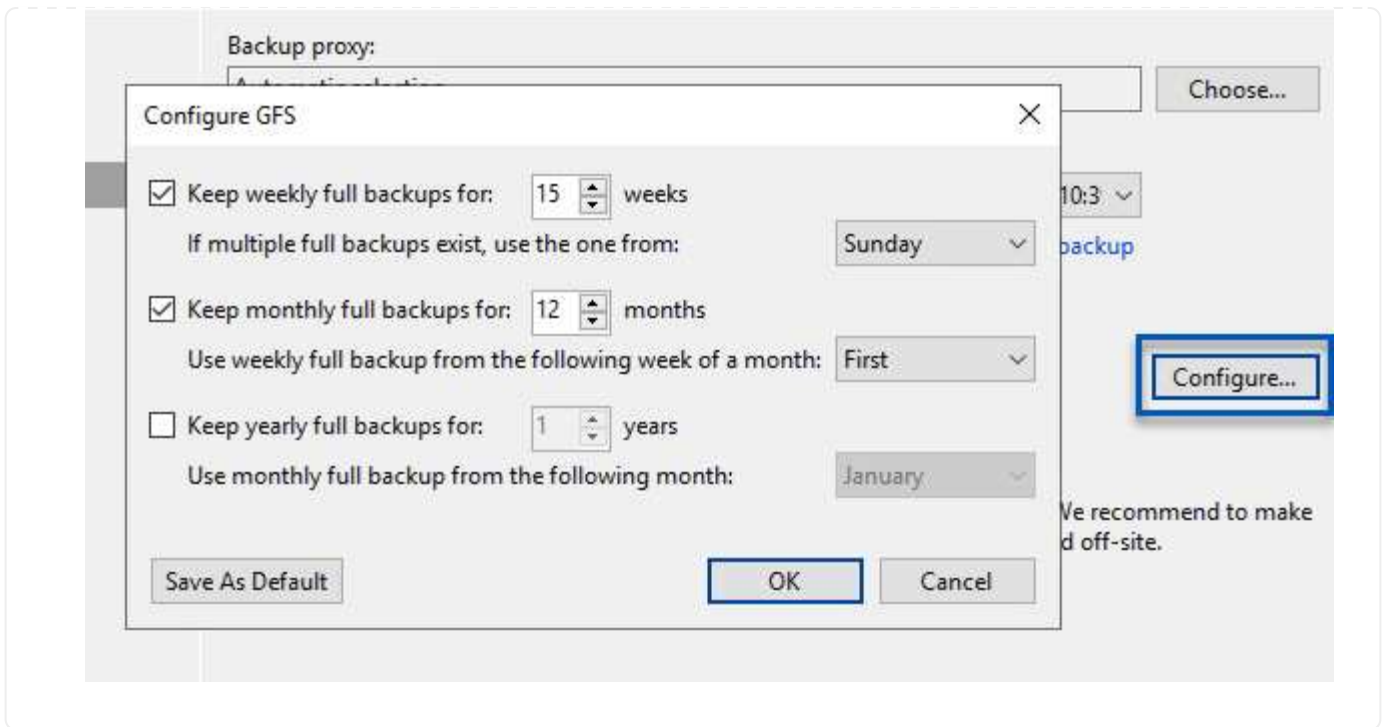 Backup proxy:
Choose...
Configure GFS
Keep weekly full backups for: 15 weeks
10:3
If multiple full backups exist, use the one from: Sunday
backup
Keep monthly full backups for: 12 months
Use weekly full backup from the following week of a month: First
Configure...
Keep yearly full backups for: 1 years
Use monthly full backup from the following month: January
We recommend to make
d off-site.
Save As Default OK Cancel